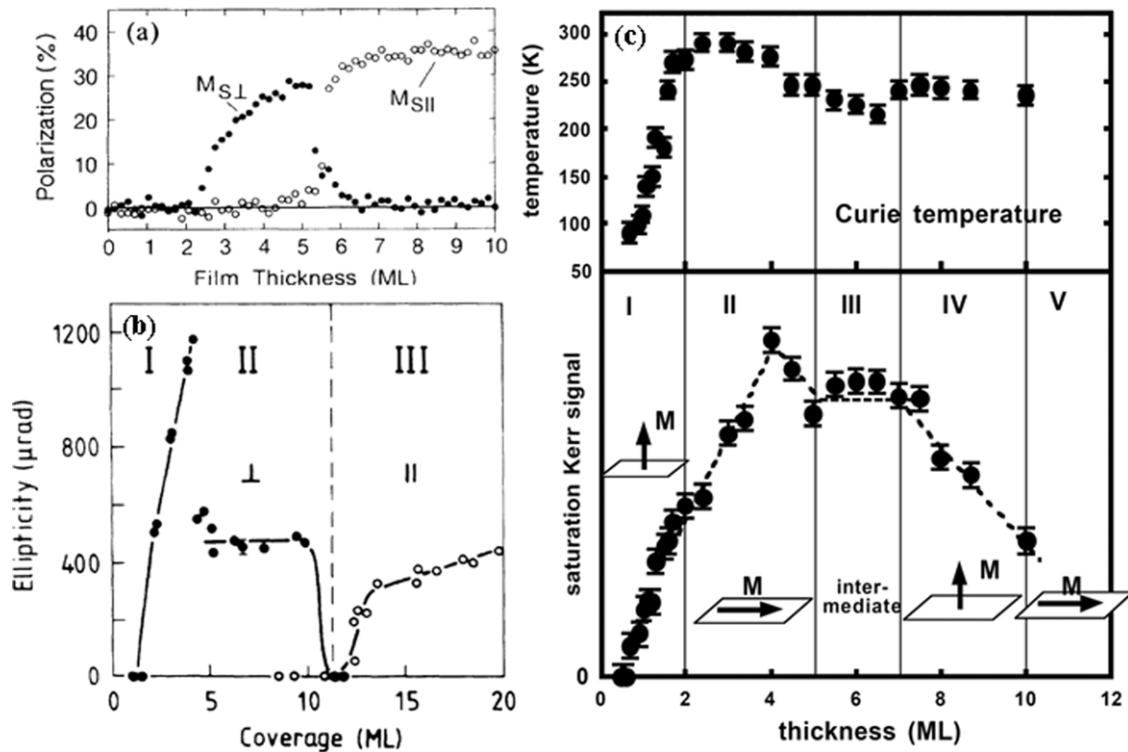 (a)
Polarization (%)
40
30
20
10
0
M_S⊥
M_SII
0 1 2 3 4 5 6 7 8 9 10
Film Thickness (ML)
(b)
Ellipticity (μrad)
1200
800
400
0
I II III
⊥ ||
0 5 10 15 20
Coverage (ML)
(c)
temperature (K)
300
250
200
150
100
50
Curie temperature
saturation Kerr signal
I II III IV V
M
M
inter-
mediate
M
M
0
0 2 4 6 8 10 12
thickness (ML)